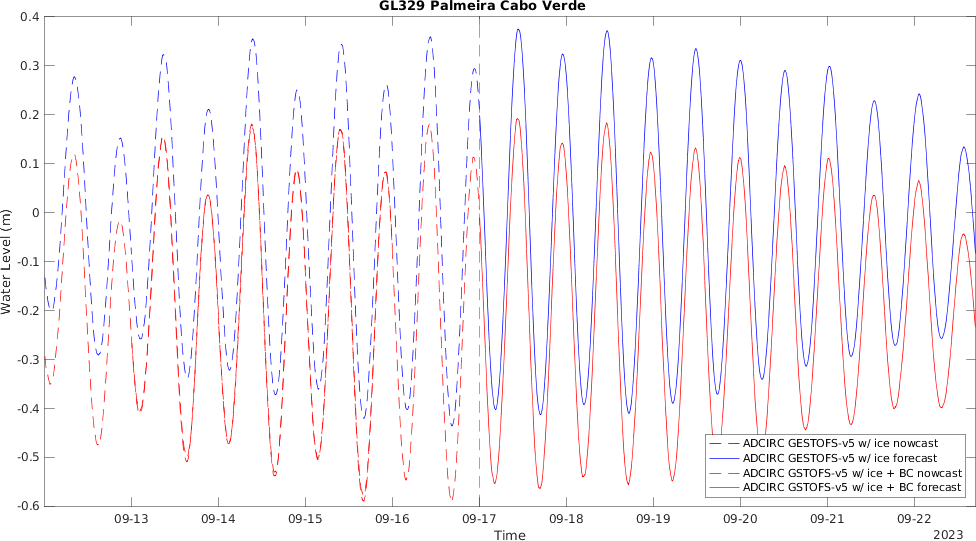 GL329 Palmeira Cabo Verde
0.4
0.3
0.2
0.1
0
-0.1
-0.2
-0.3
-0.4
-0.5
-0.6
Water Level (m)
ADCIRC GESTOFS-v5 w/ ice nowcast
ADCIRC GESTOFS-v5 w/ ice forecast
ADCIRC GSTOFS-v5 w/ ice + BC nowcast
ADCIRC GSTOFS-v5 w/ ice + BC forecast
09-13 09-14 09-15 09-16 09-17 09-18 09-19 09-20 09-21 09-22
Time
2023